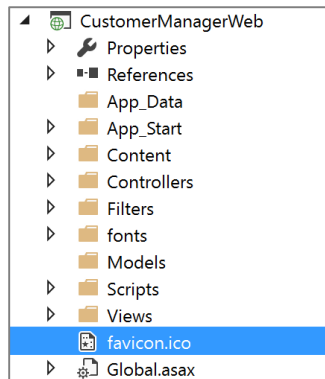 CustomerManagerWeb
Properties
References
App_Data
App_Start
Content
Controllers
Filters
fonts
Models
Scripts
Views
favicon.ico
Global.asax